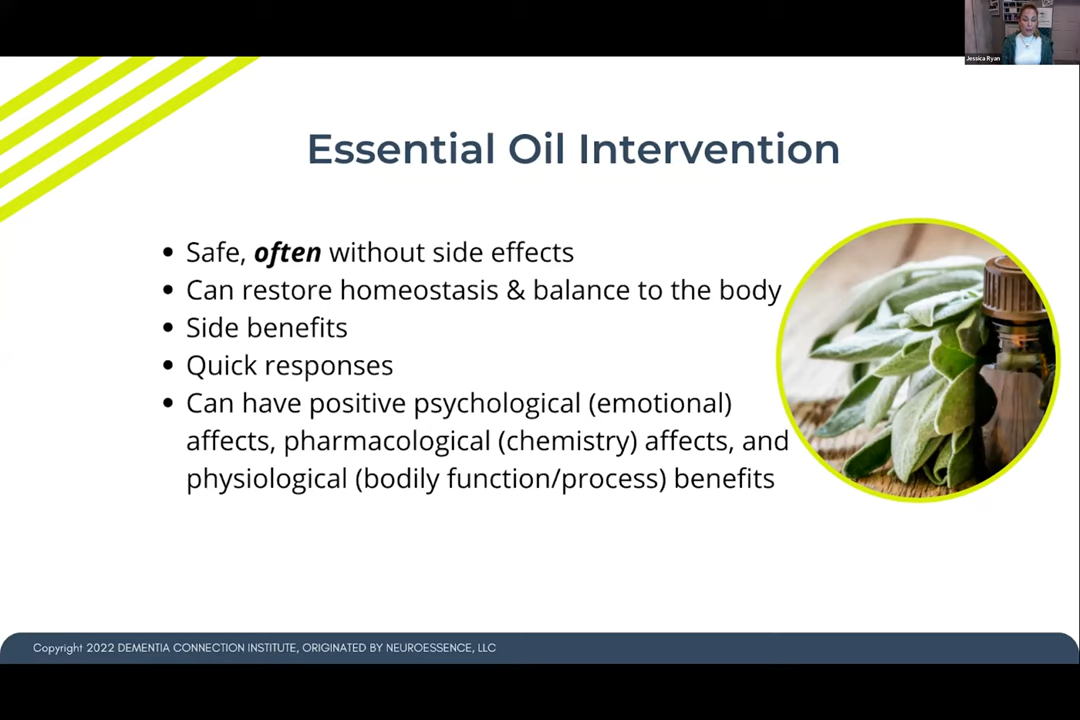 Jessica Ryan
Essential Oil Intervention
• Safe, often without side effects
• Can restore homeostasis & balance to the body
• Side benefits
• Quick responses
• Can have positive psychological (emotional)
affects, pharmacological (chemistry) affects, and
physiological (bodily function/process) benefits
Copyright 2022 DEMENTIA CONNECTION INSTITUTE, ORIGINATED BY NEUROESSENCE, LLC